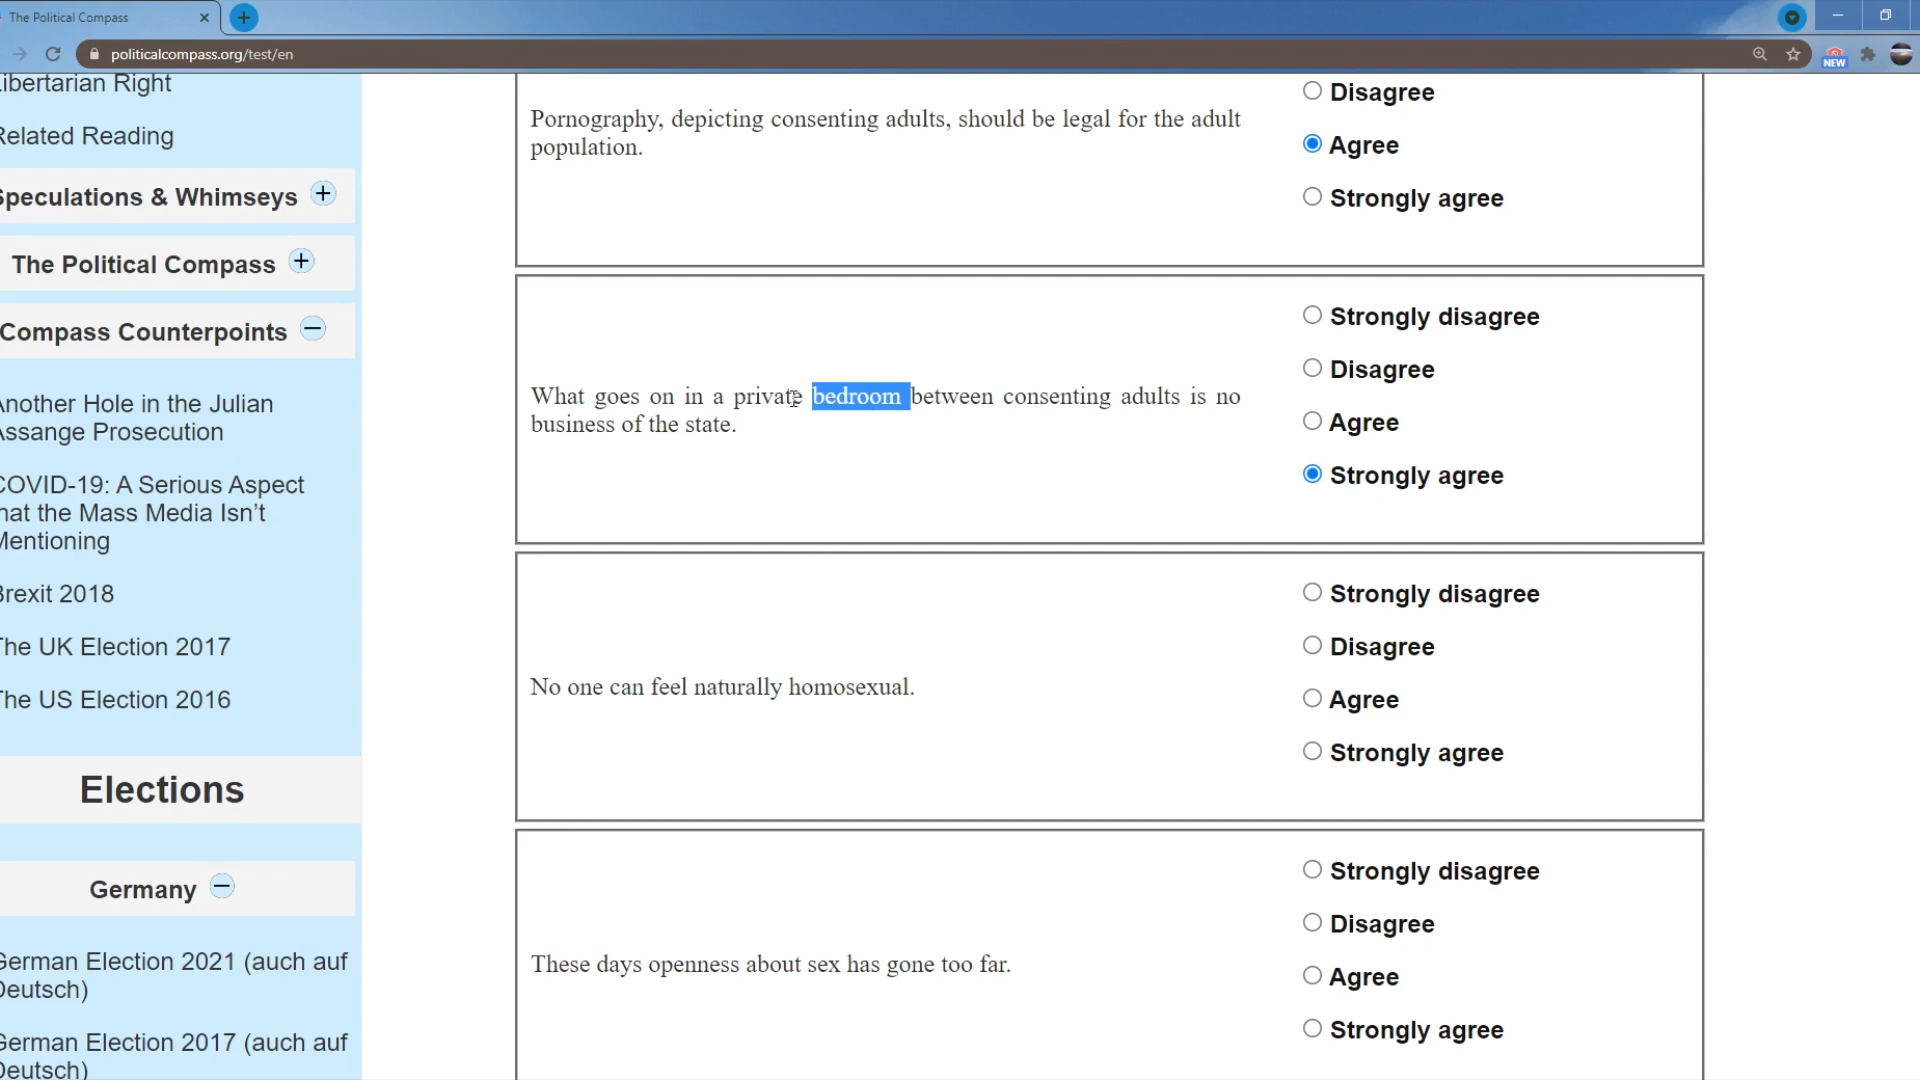 The Political Compass
politicalcompass.org/test/en
NEW
Libertarian Right
Related Reading
Speculations & Whimseys
The Political Compass
Compass Counterpoints
Another Hole in the Julian
Assange Prosecution
COVID-19: A Serious Aspect
that the Mass Media Isn’t
Mentioning
Brexit 2018
The UK Election 2017
The US Election 2016
Elections
Germany
German Election 2021 (auch auf
Deutsch)
German Election 2017 (auch auf
Deutsch)
Pornography, depicting consenting adults, should be legal for the adult
population.
Disagree
Agree
Strongly agree
What goes on in a private bedroom between consenting adults is no
business of the state.
Strongly disagree
Disagree
Agree
Strongly agree
No one can feel naturally homosexual.
Strongly disagree
Disagree
Agree
Strongly agree
These days openness about sex has gone too far.
Strongly disagree
Disagree
Agree
Strongly agree